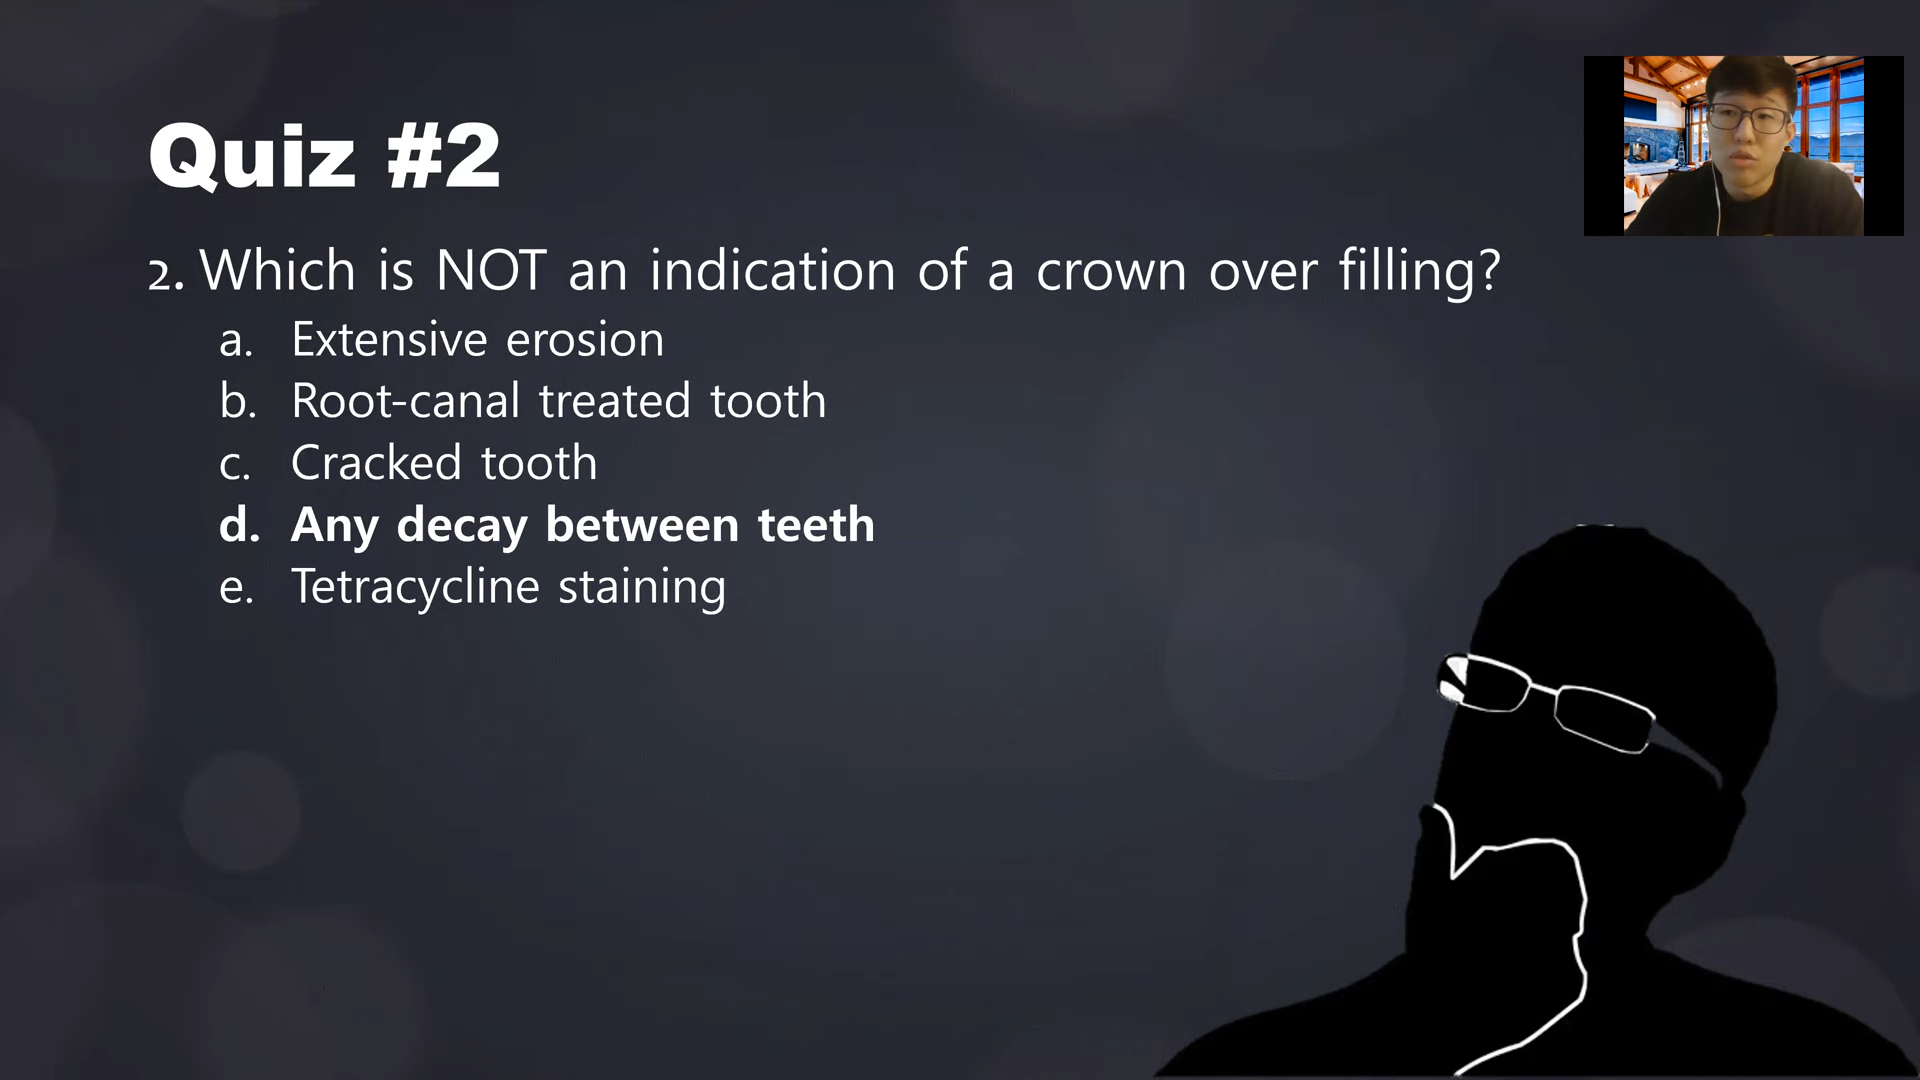 Quiz #2
2. Which is NOT an indication of a crown over filling?
a. Extensive erosion
b. Root-canal treated tooth
c. Cracked tooth
d. Any decay between teeth
e. Tetracycline staining